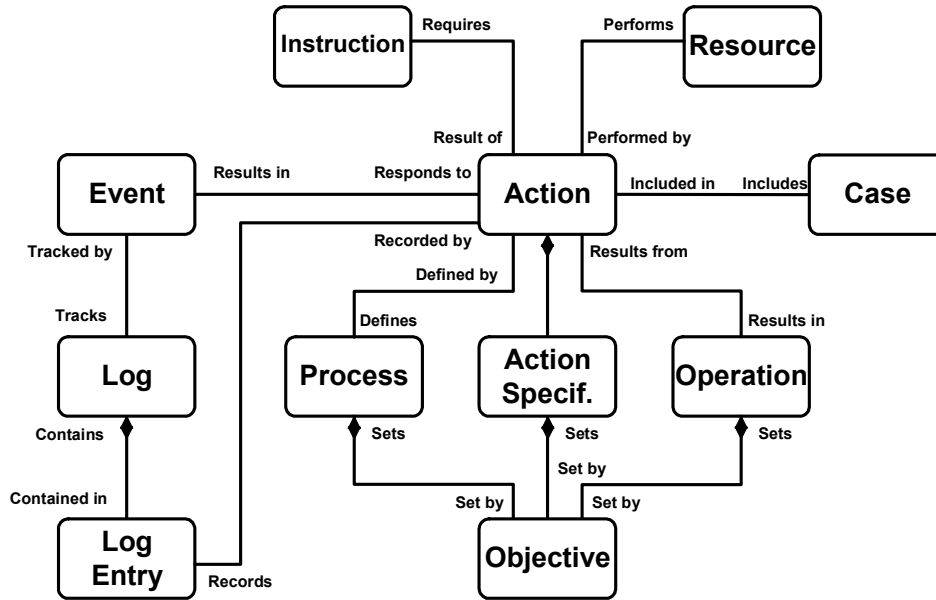 Requires
Performs
Instruction
Resource
Result of
Performed by
Results in
Responds to
Included in
Includes
Event
Action
Case
Tracked by
Recorded by
Results from
Defined by
Tracks
Defines
Results in
Log
Process
Action
Specif.
Operation
Contains
Sets
Sets
Sets
Set by
Contained in
Set by
Set by
Log
Entry
Objective
Records